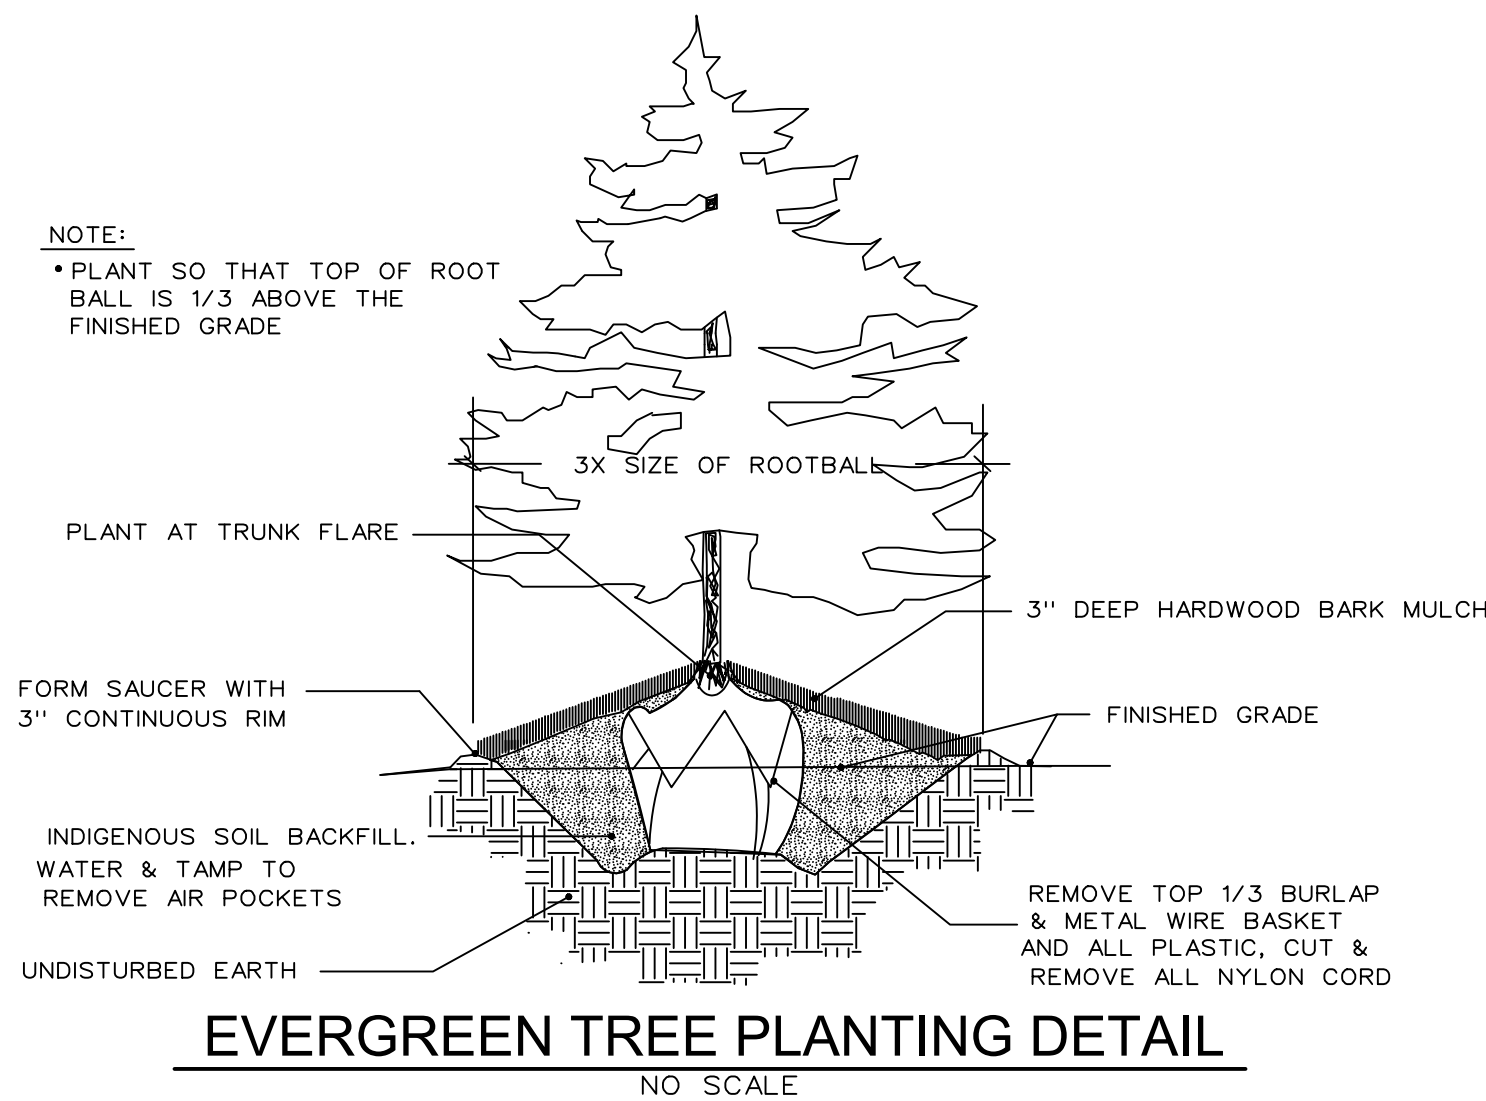 NOTE:
• PLANT SO THAT TOP OF ROOT
BALL IS 1/3 ABOVE THE
FINISHED GRADE
3X SIZE OF ROOTBALL
PLANT AT TRUNK FLARE
3" DEEP HARDWOOD BARK MULCH
FORM SAUCER WITH
3" CONTINUOUS RIM
FINISHED GRADE
INDIGENOUS SOIL BACKFILL.
WATER & TAMP TO
REMOVE AIR POCKETS
REMOVE TOP 1/3 BURLAP
& METAL WIRE BASKET
AND ALL PLASTIC, CUT &
REMOVE ALL NYLON CORD
UNDISTURBED EARTH
EVERGREEN TREE PLANTING DETAIL
NO SCALE